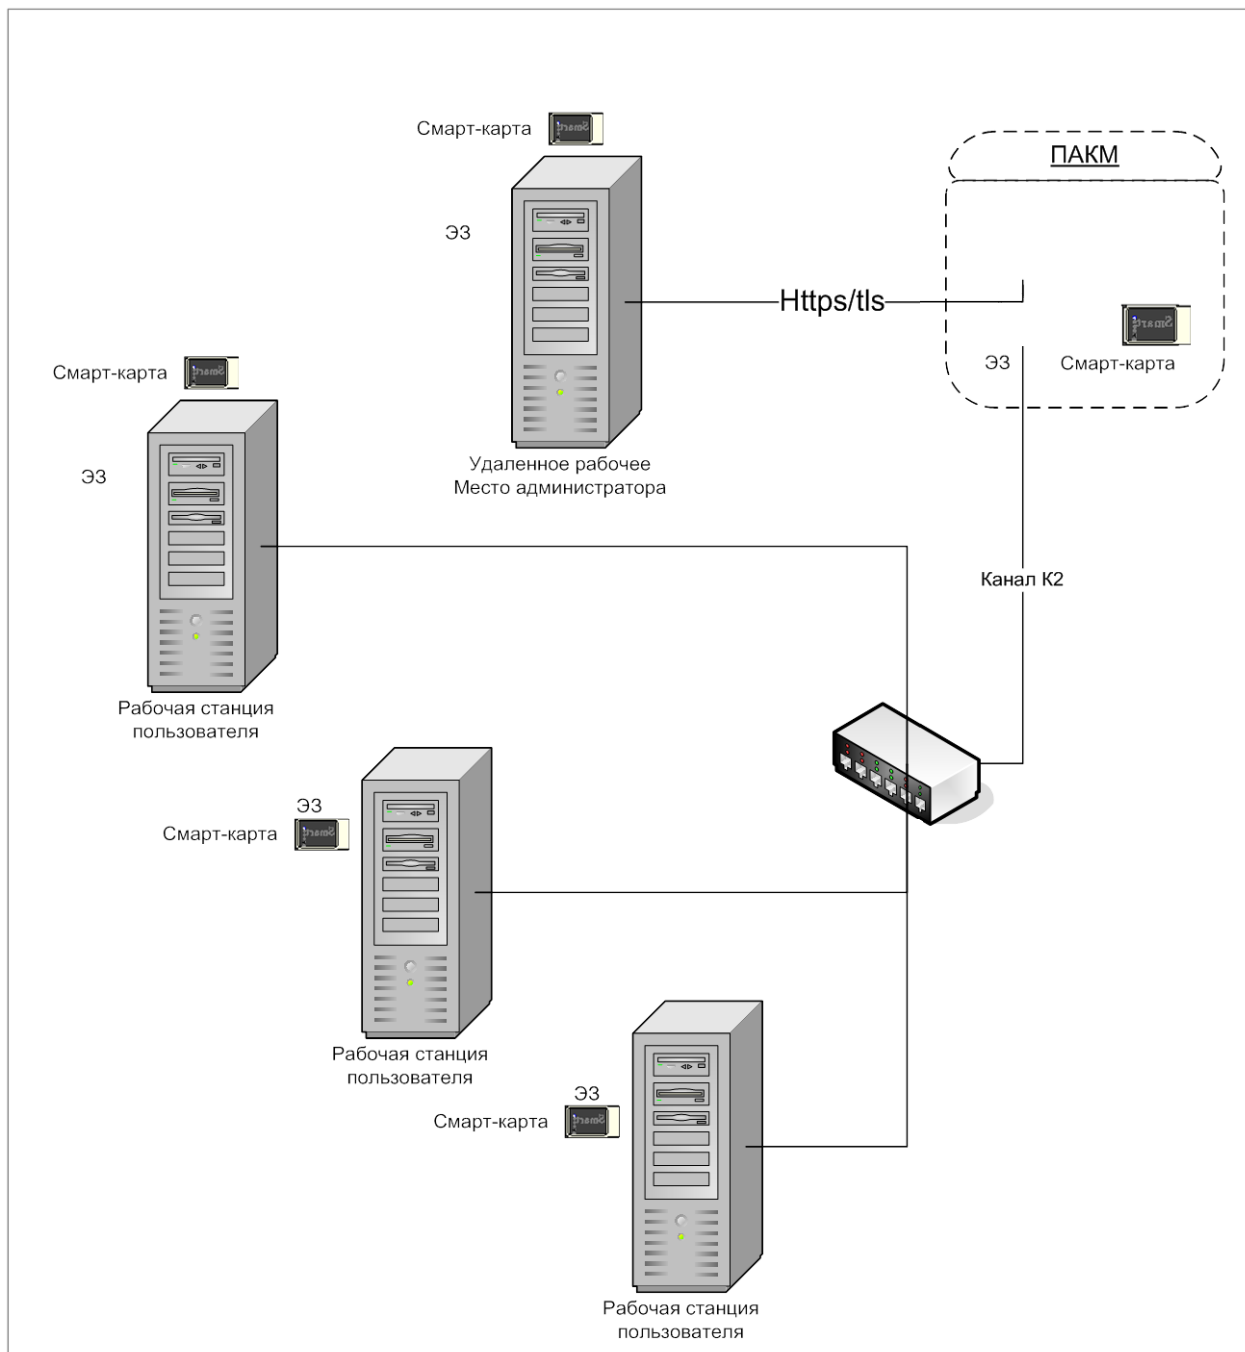 Смарт-карта
ПАКМ
ЭЗ
Https/tls
ЭЗ
Смарт-карта
Смарт-карта
ЭЗ
Удаленное рабочее
Место администратора
Канал К2
Рабочая станция
пользователя
ЭЗ
Смарт-карта
Рабочая станция
пользователя
ЭЗ
Смарт-карта
Рабочая станция
пользователя